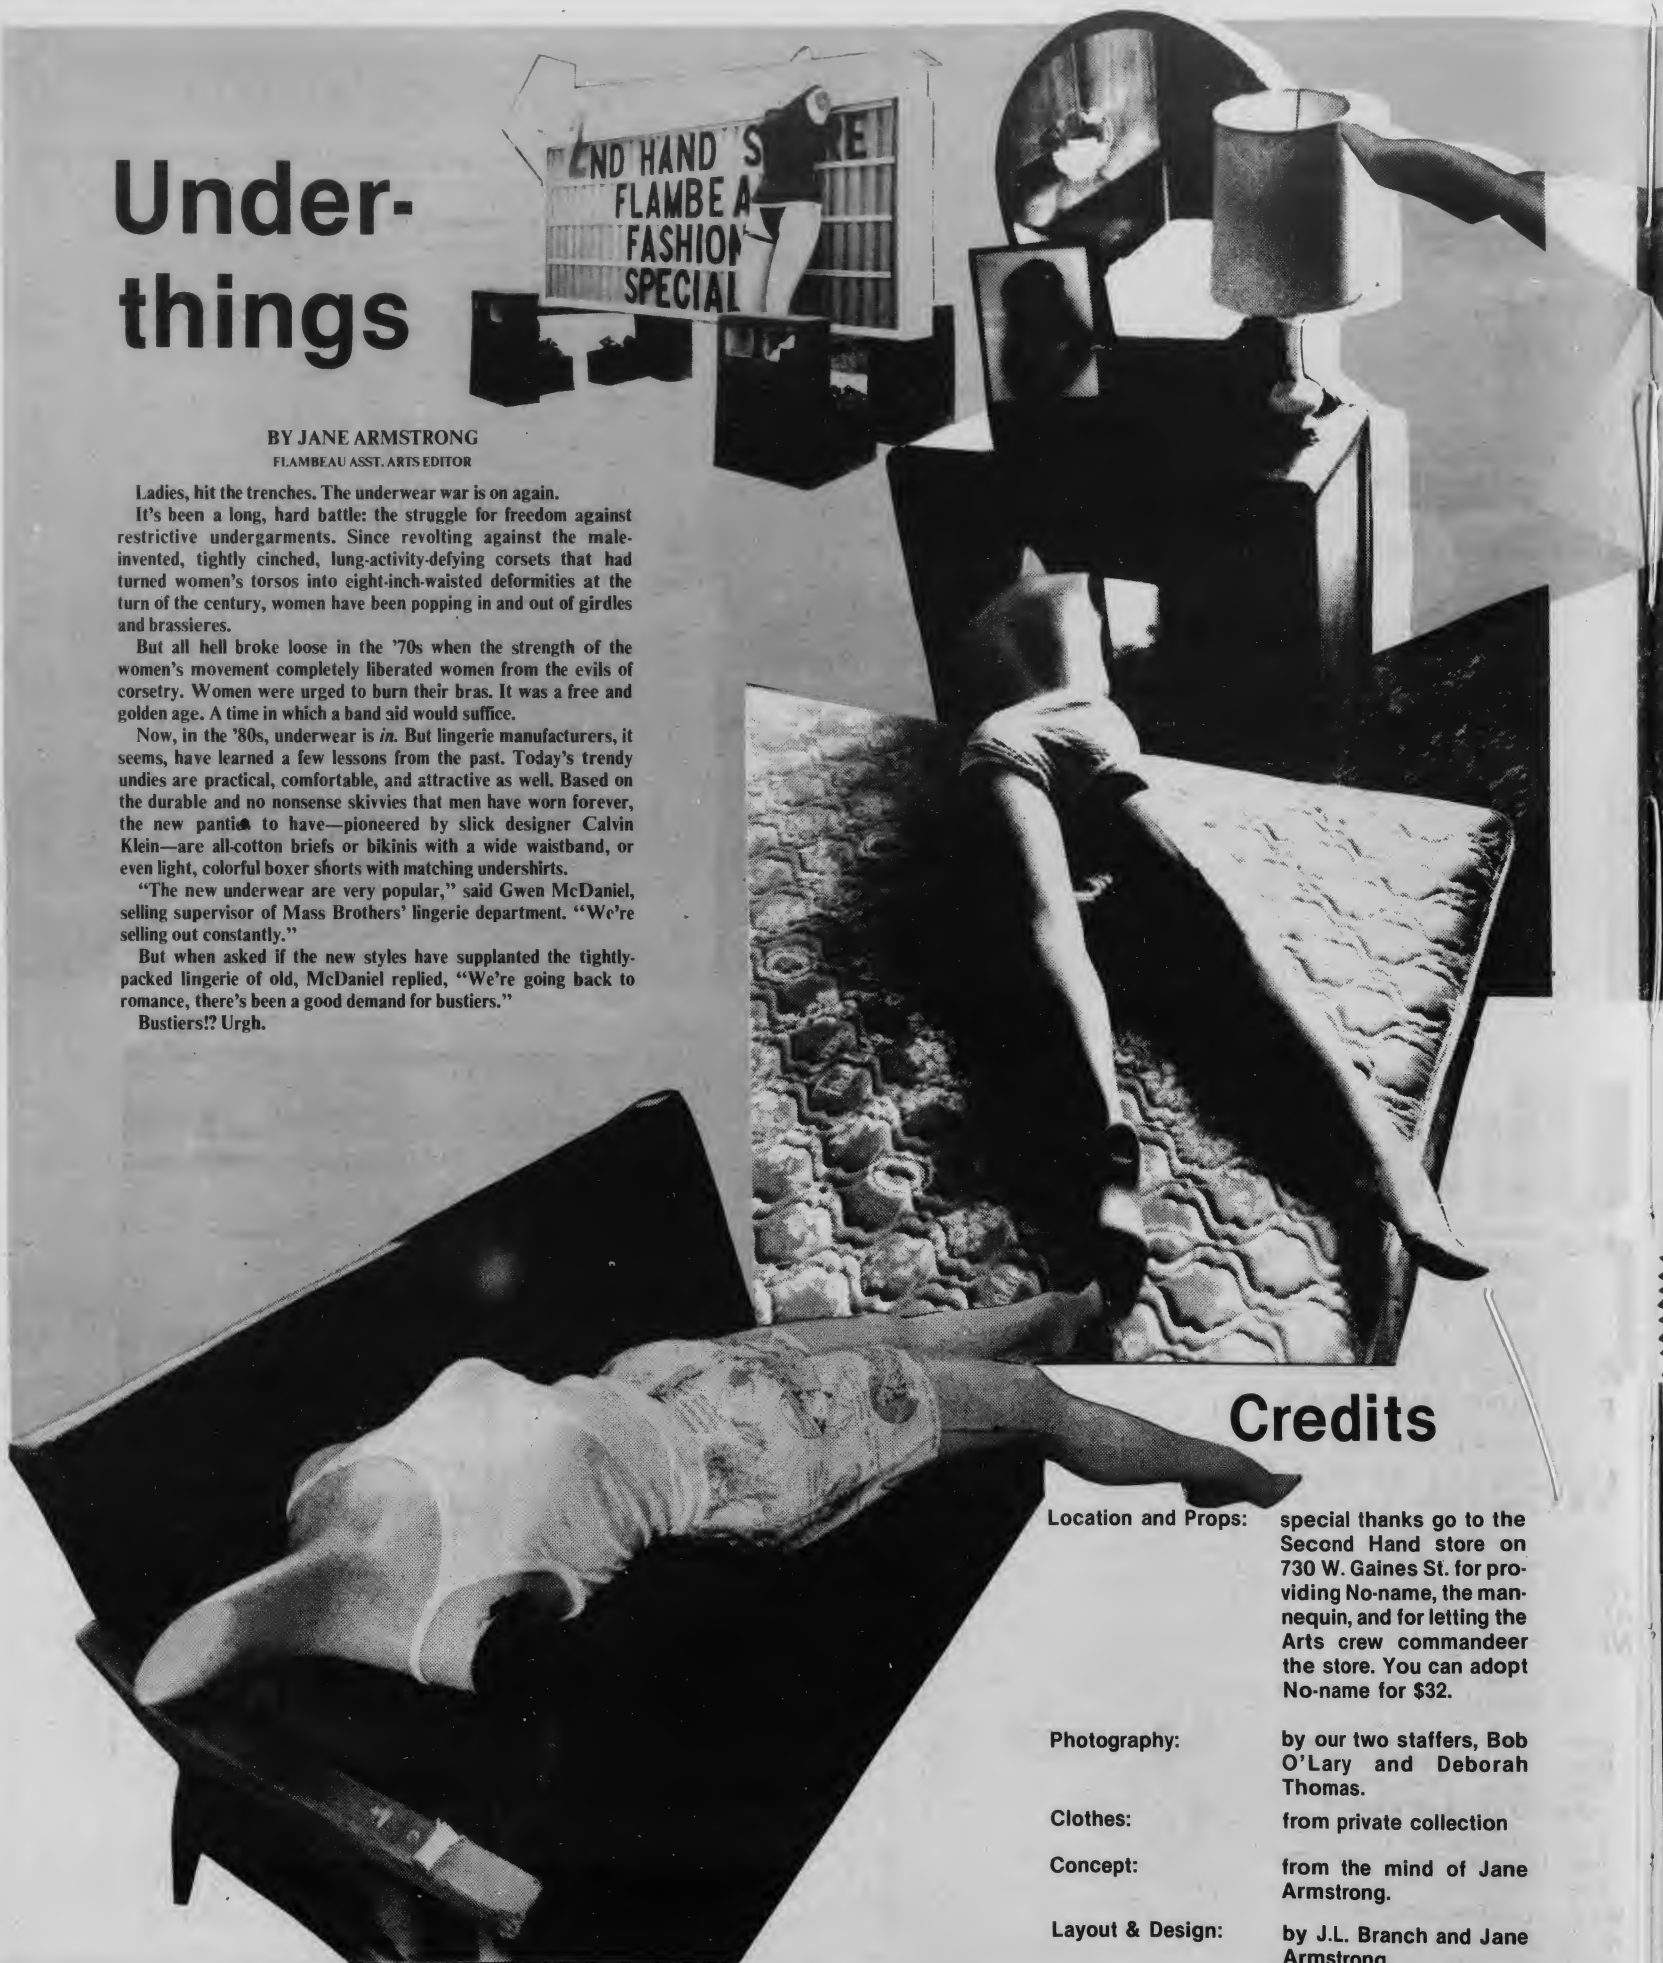 Under-
things
"2ND HAND "S RE
FLAMBEA
FASHION
SPECIAL
BY JANE ARMSTRONG
FLAMBEAU ASST. ARTS EDITOR
Ladies, hit the trenches. The underwear war is on again.
It's been a long, hard battle: the struggle for freedom against
restrictive undergarments. Since revolting against the male-
invented, tightly cinched, lung-activity-defying corsets that had
turned women's torsos into eight-inch-waisted deformities at the
turn of the century, women have been popping in and out of girdles
and brassieres.
But all hell broke loose in the '70s when the strength of the
women's movement completely liberated women from the evils of
corsetry. Women were urged to burn their bras. It was a free and
golden age. A time in which a band aid would suffice.
Now, in the '80s, underwear is in. But lingerie manufacturers, it
seems, have learned a few lessons from the past. Today's trendy
undies are practical, comfortable, and attractive as well. Based on
the durable and no nonsense skivvies that men have worn forever,
the new panties to have—pioneered by slick designer Calvin
Klein—are all-cotton briefs or bikinis with a wide waistband, or
even light, colorful boxer shorts with matching undershirts.
“The new underwear are very popular,” said Gwen McDaniel,
selling supervisor of Mass Brothers' lingerie department. “We're
selling out constantly.”
But when asked if the new styles have supplanted the tightly-
packed lingerie of old, McDaniel replied, “We're going back to
romance, there's been a good demand for bustiers.”
Bustiers!? Urgh.
Credits
Location and Props: special thanks go to the
Second Hand store on
730 W. Gaines St. for pro-
viding No-name, the man-
nequin, and for letting the
Arts crew commandeer
the store. You can adopt
No-name for $32.
Photography: by our two staffers, Bob
O'Lary and Deborah
Thomas.
Clothes: from private collection
Concept: from the mind of Jane
Armstrong.
Layout & Design: by J.L. Branch and Jane
Armstrong